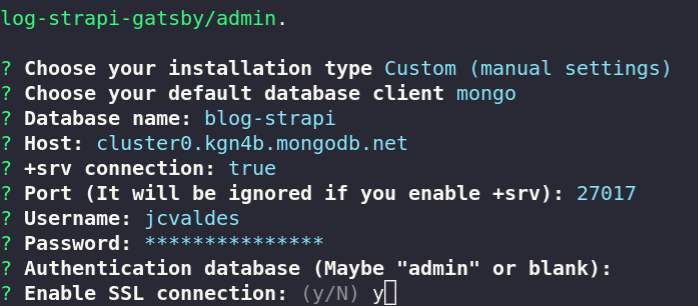 log-strapi-gatsby/admin.
? Choose your installation type Custom (manual settings)
? Choose your default database client mongo
? Database name: blog-strapi
? Host: cluster0.kgn4b.mongodb.net
? +srv connection: true
? Port (It will be ignored if you enable +srv): 27017
? Username: jcvaldes
? Password: ***************
? Authentication database (Maybe "admin" or blank):
? Enable SSL connection: (y/N) y